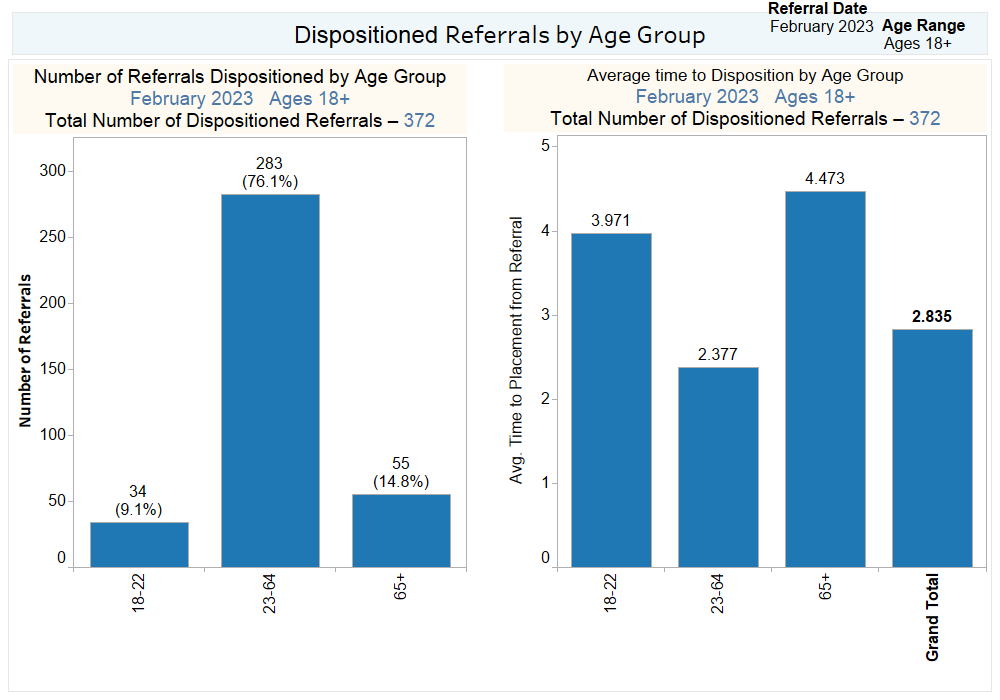 Referral Date
February 2023
Age Range
Ages 18+
Dispositioned Referrals by Age Group
Number of Referrals Dispositioned by Age Group
February 2023 Ages 18+
Total Number of Dispositioned Referrals – 372
Number of Referrals
300
250
200
150
100
50
0
34
(9.1%)
283
(76.1%)
55
(14.8%)
18-22
23-64
65+
Average time to Disposition by Age Group
February 2023 Ages 18+
Total Number of Dispositioned Referrals – 372
Avg. Time to Placement from Referral
5
4
3
2
1
0
3.971
2.377
4.473
2.835
18-22
23-64
65+
Grand Total